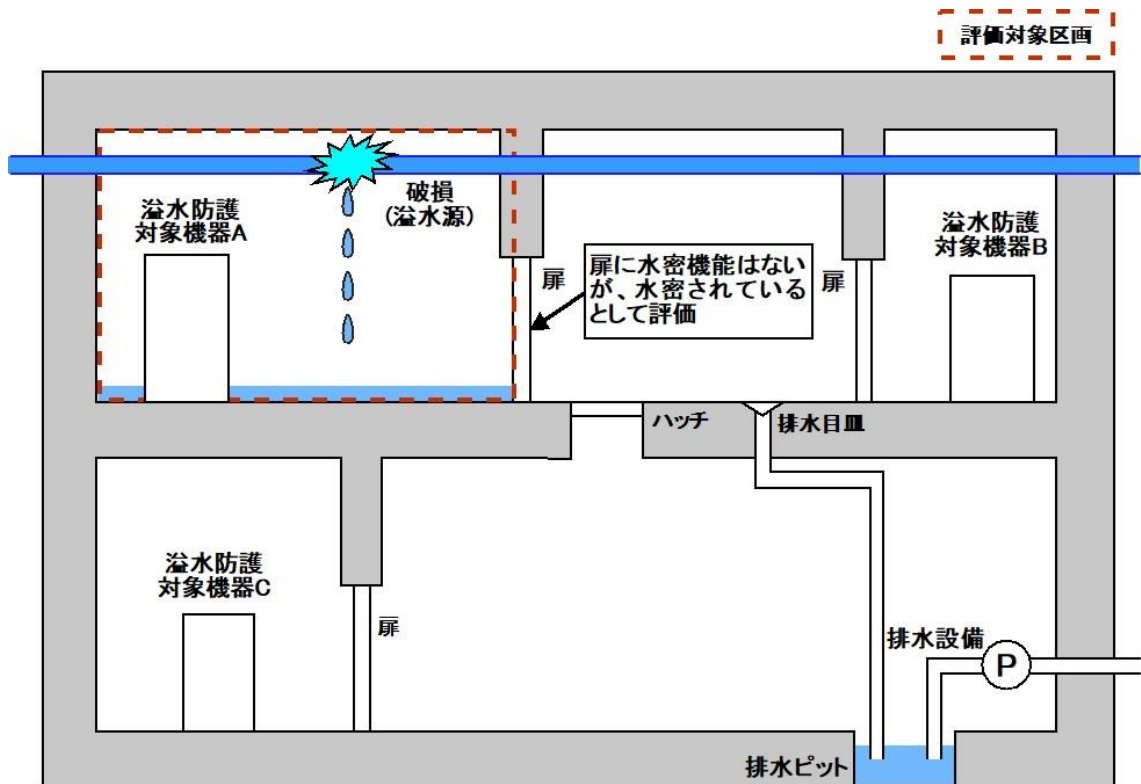 評価対象区画
破損
(溢水源)
溢水防護
対象機器A
溢水防護
対象機器B
扉
扉に水密機能はない
が、水密されている
として評価
扉
ハッチ
排水目皿
溢水防護
対象機器C
扉
排水設備
P
排水ピット